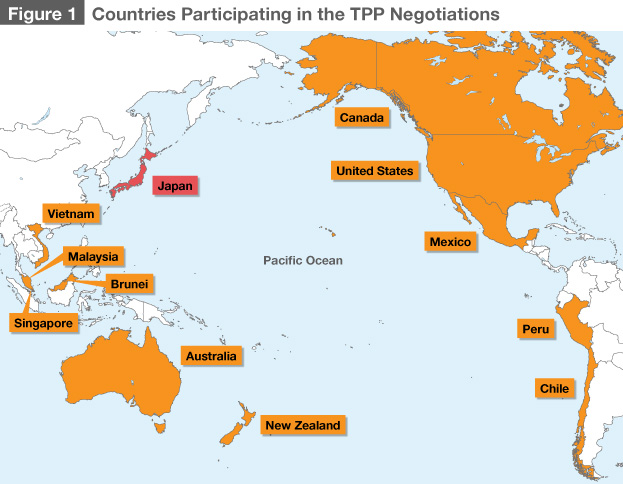 Figure 1 Countries Participating in the TPP Negotiations
Canada
United States
Japan
Vietnam
Mexico
Malaysia
Pacific Ocean
Brunei
Singapore
Peru
Australia
Chile
New Zealand